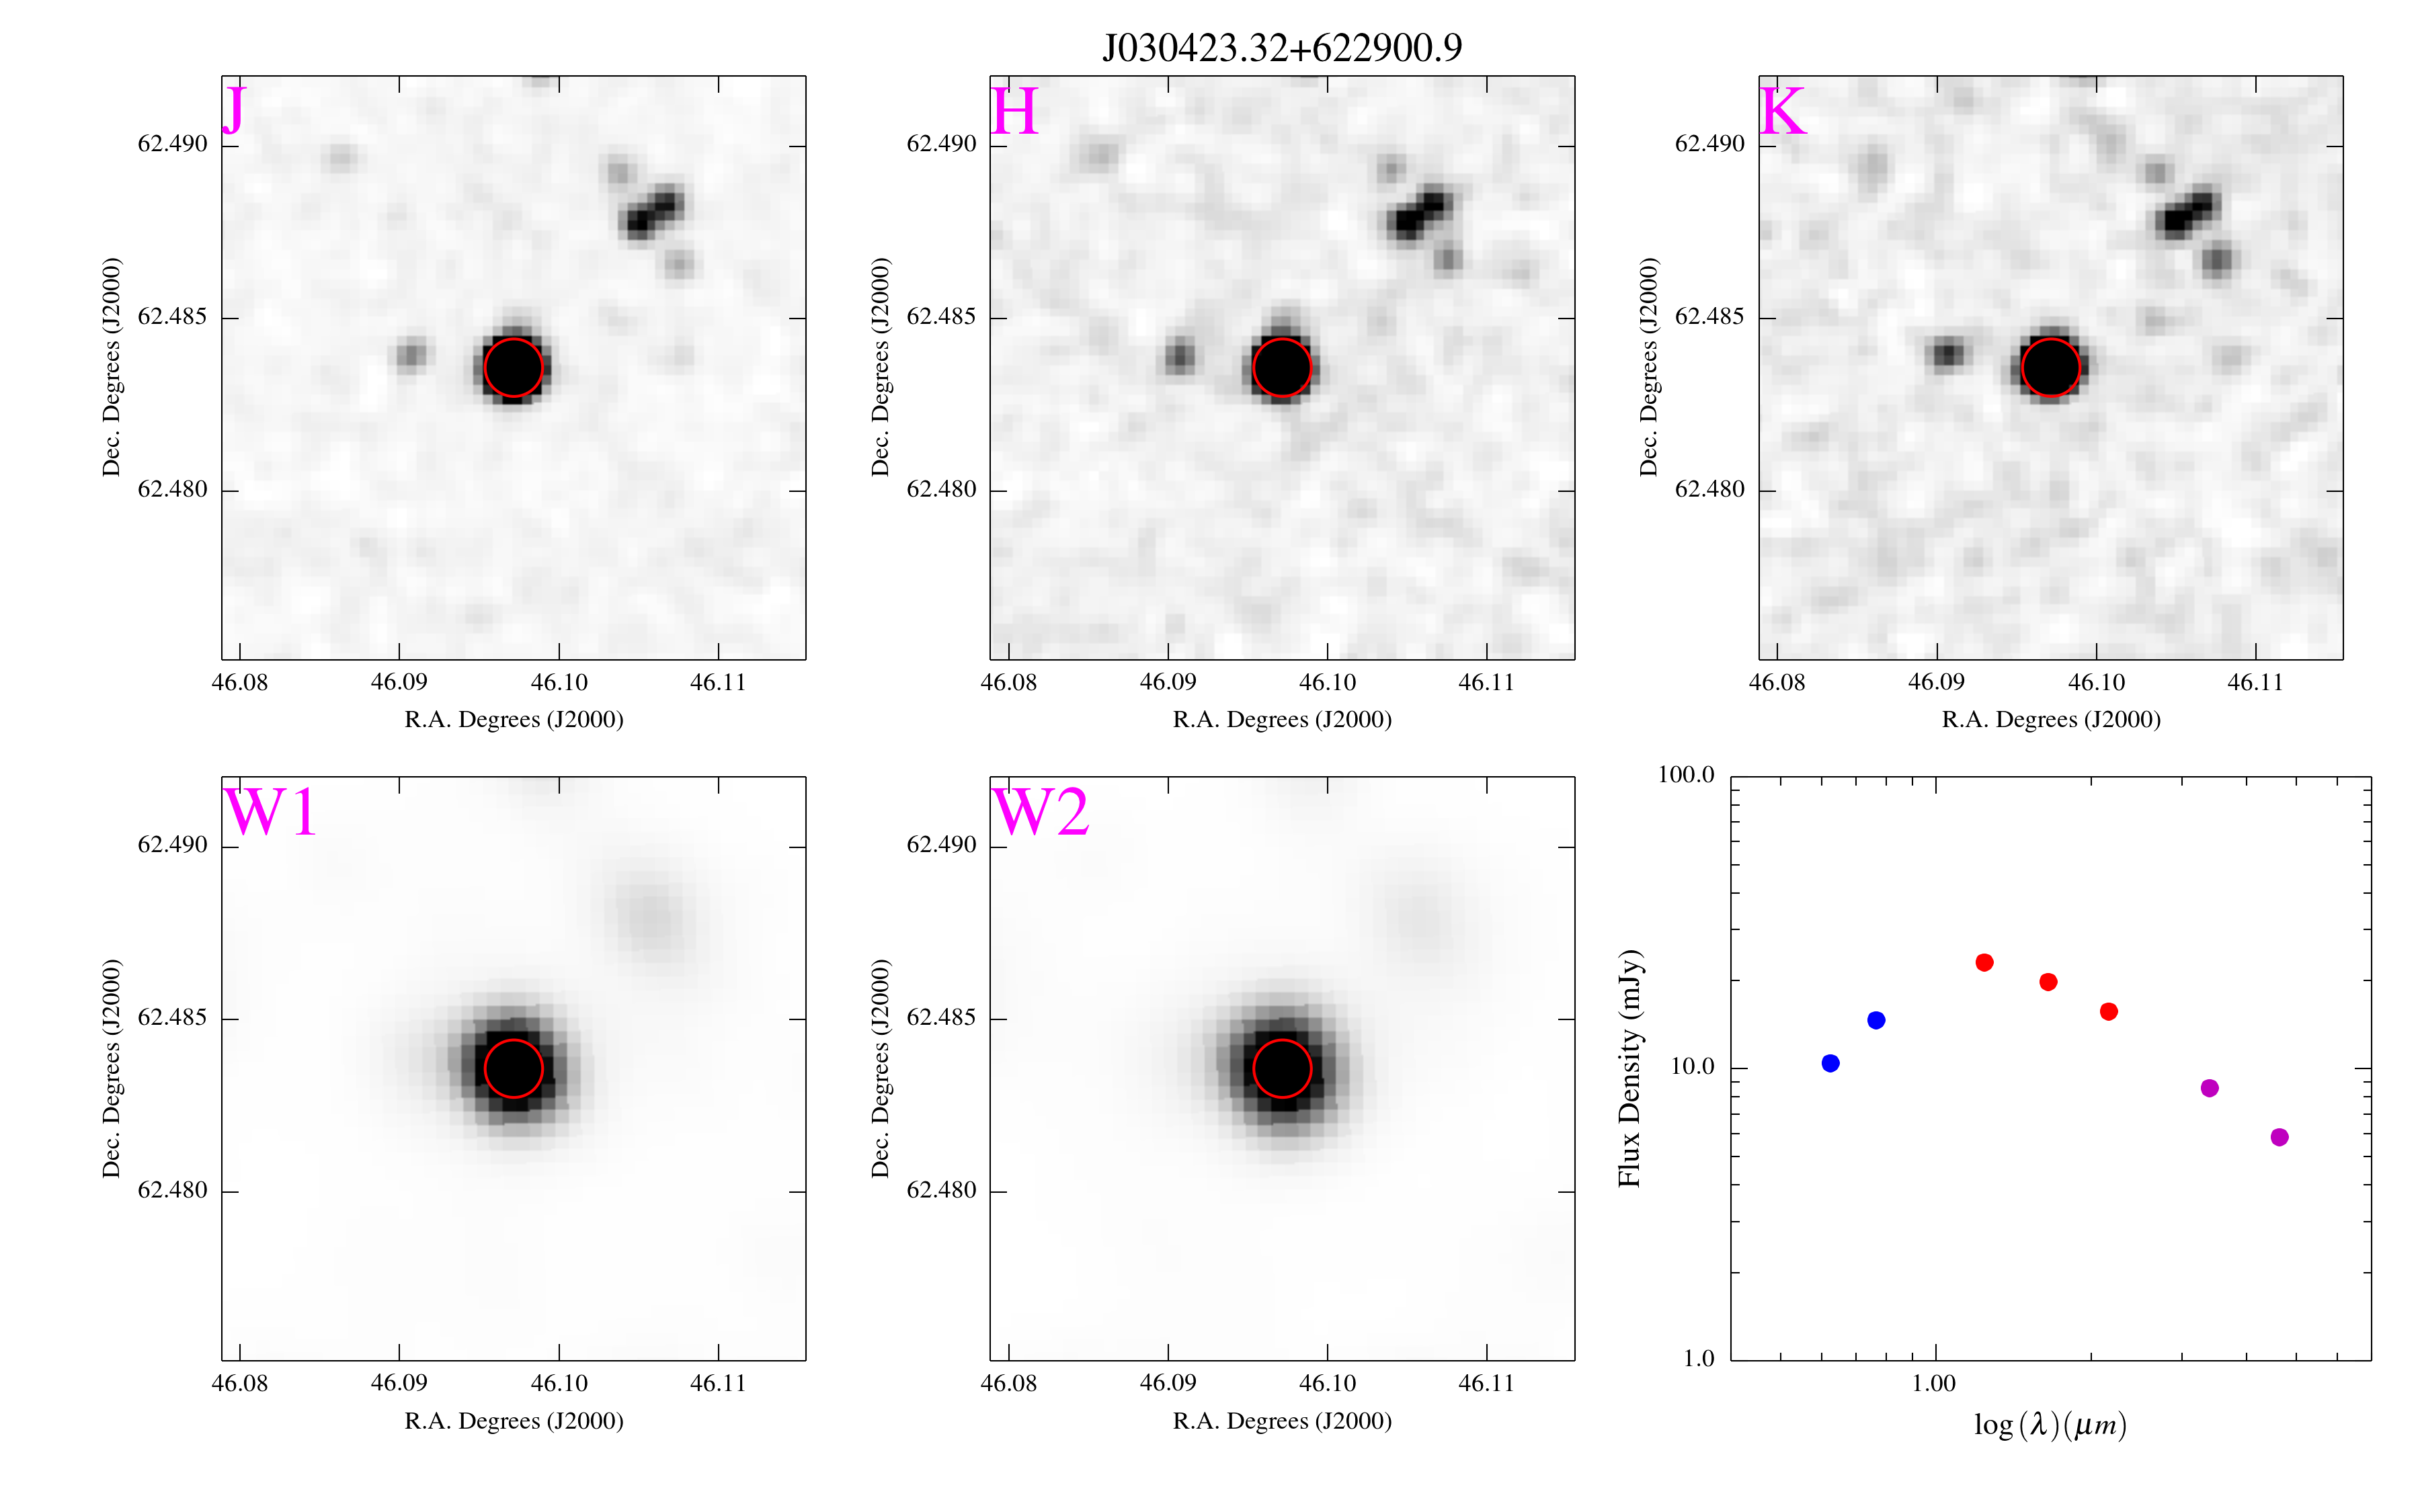 J030423.32+622900.9
J
62.490
62.485
62.480
Dec. Degrees (J2000)
46.08 46.09 46.10 46.11
R.A. Degrees (J2000)
H
62.490
62.485
62.480
Dec. Degrees (J2000)
46.08 46.09 46.10 46.11
R.A. Degrees (J2000)
K
62.490
62.485
62.480
Dec. Degrees (J2000)
46.08 46.09 46.10 46.11
R.A. Degrees (J2000)
W1
62.490
62.485
62.480
Dec. Degrees (J2000)
46.08 46.09 46.10 46.11
R.A. Degrees (J2000)
W2
62.490
62.485
62.480
Dec. Degrees (J2000)
46.08 46.09 46.10 46.11
R.A. Degrees (J2000)
100.0
10.0
1.0
Flux Density (mJy)
1.00
log(λ)(μm)